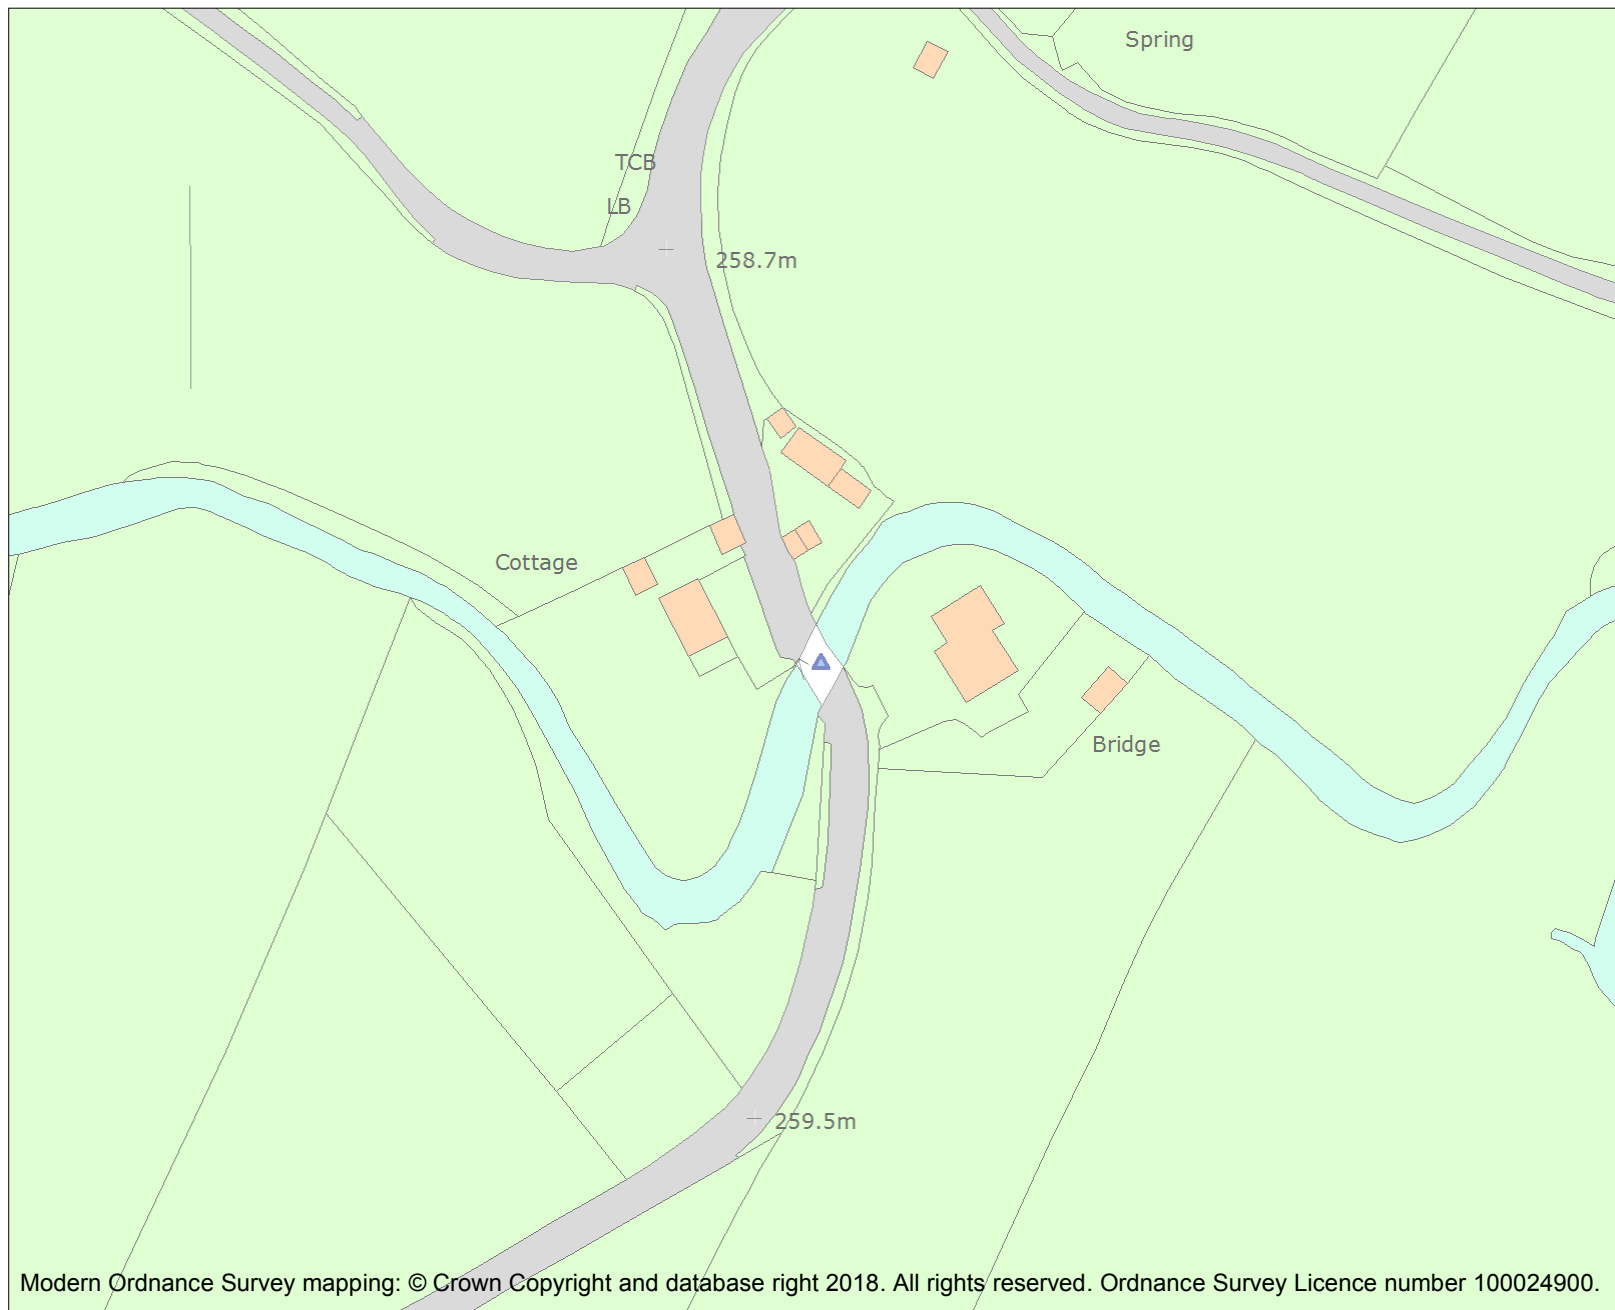 Spring
TCB
LB
258.7m
Cottage
Bridge
259.5m
Modern Ordnance Survey mapping: © Crown Copyright and database right 2018. All rights reserved. Ordnance Survey Licence number 100024900.